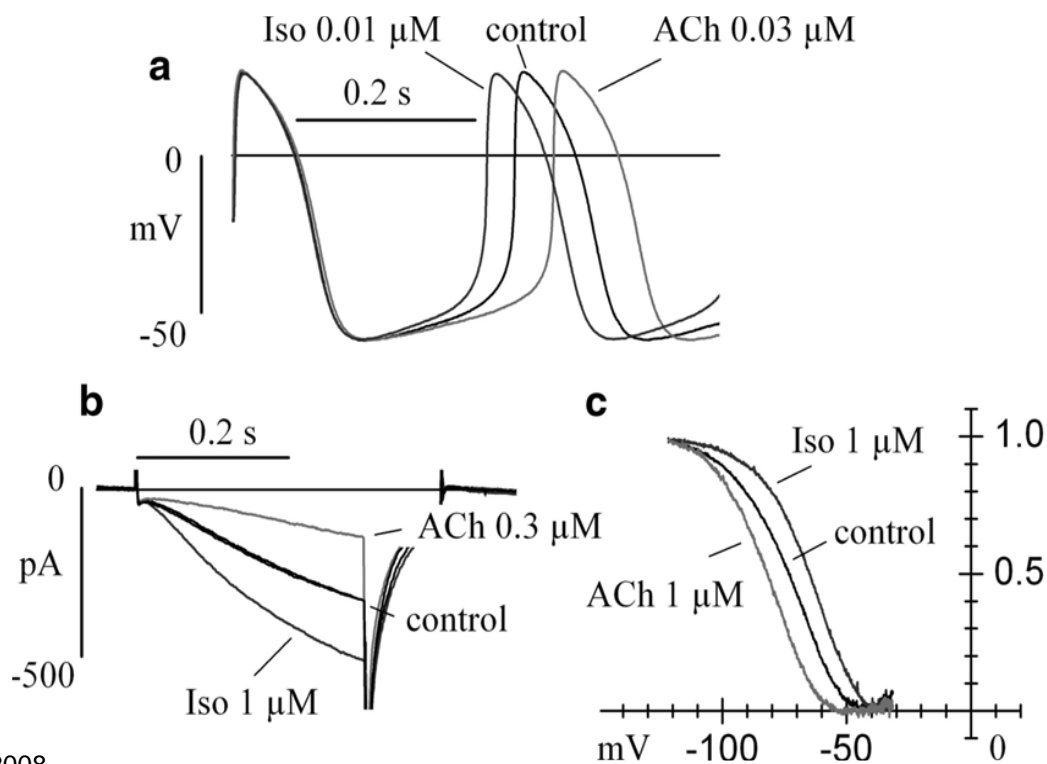 Iso 0.01 µM control ACh 0.03 µM
a
0.2 s
0
mV
-50
b
0.2 s
0
ACh 0.3 µM
pA
control
-500
Iso 1 µM
c
1.0
Iso 1 µM
control
0.5
ACh 1 µM
mV -100 -50 0